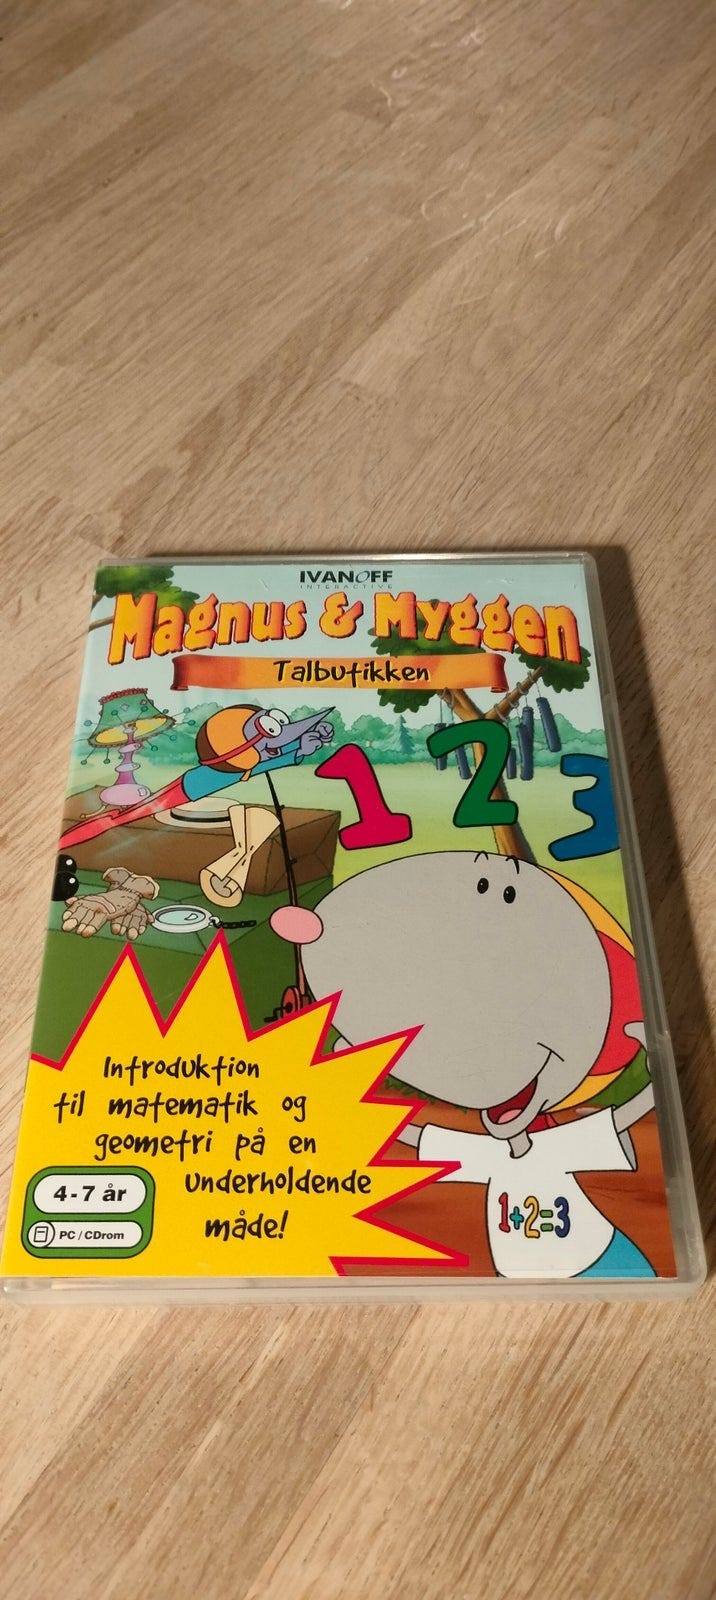 IVANOFF
INTERACTIVE
Magnus & Myggen
Talbutikken
1 2 3
Introduktion
til matematik og
geometri på en
underholdende
måde!
4-7 år
PC / CDrom
1+2=3